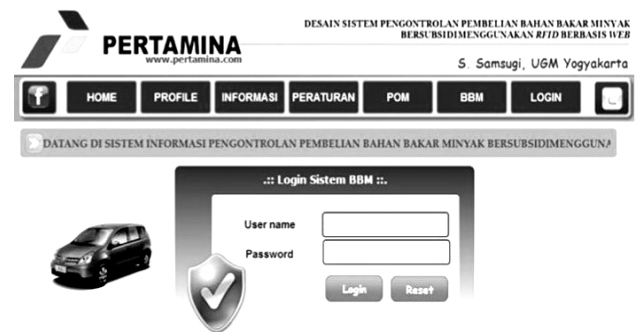 DESAIN SISTEM PENGONTROLAN PEMBELIAN BAHAN BAKAR MINYAK
BERSUBSIDIMENGGUNAKAN RFID BERBASIS WEB
PERTAMINA
www.pertamina.com
S. Samsugi, UGM Yogyakarta
f HOME PROFILE INFORMASI PERATURAN POM BBM LOGIN
DATANG DI SISTEM INFORMASI PENGONTROLAN PEMBELIAN BAHAN BAKAR MINYAK BERSUBSIDIMENGGUNA
.:: Login Sistem BBM ::.
User name
Password
Login Reset